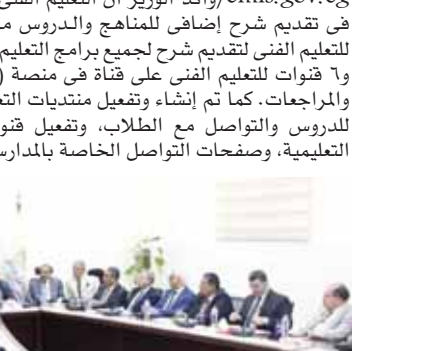 emis.gov.eg/وأكد الوزير أن التعليم الفنى
فى تقديم شرح إضافى للمناهج والدروس
للتعليم الفنى لتقديم شرح لجميع برامج التعليم
و٦ قنوات للتعليم الفنى على قناة فى منصة (
والمراجعات. كما تم إنشاء وتفعيل منتديات
للدروس والتواصل مع الطلاب، وتفعيل
التعليمية، وصفحات التواصل الخاصة بالمدارس